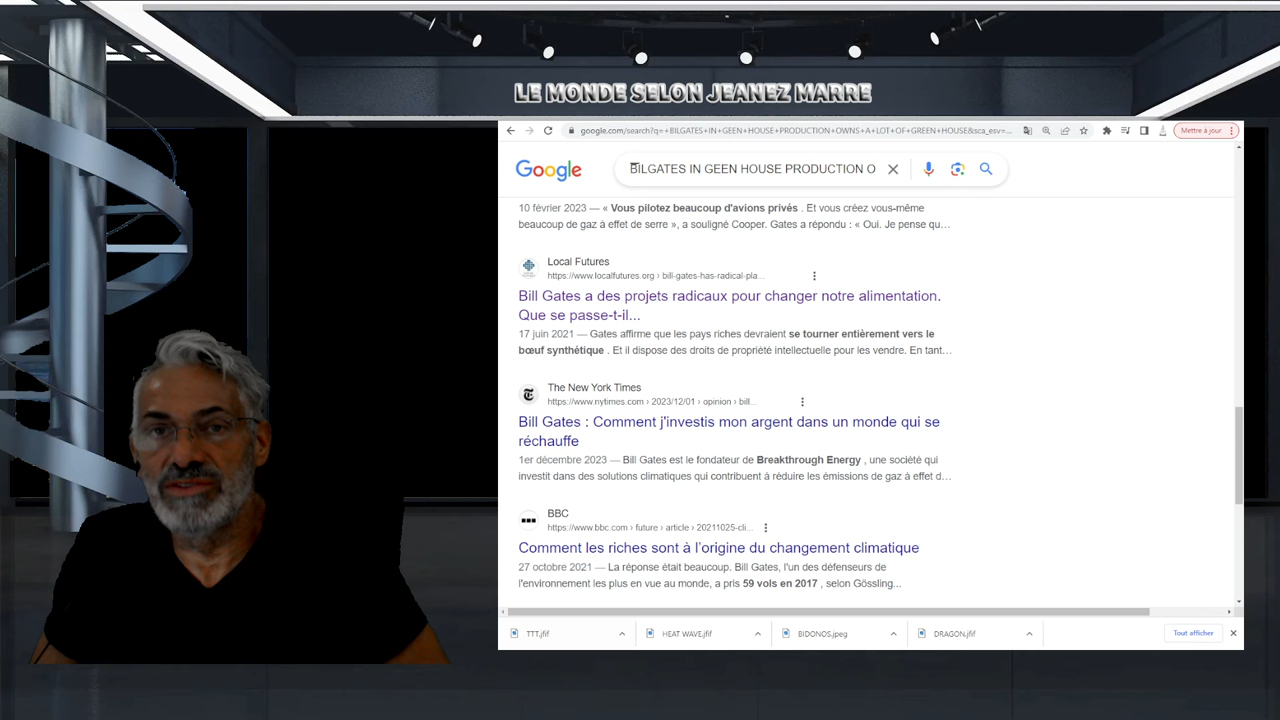 LE MONDE SELON JEANEZ MARRE
google.com/search?q=+BILGATES+IN+GEEN+HOUSE+PRODUCTION+OWNS+A+LOT+OF+GREEN+HOUSE&sca_esv=...
Mettre à jour
Google
BILGATES IN GEEN HOUSE PRODUCTION O
10 février 2023 — « Vous pilotez beaucoup d'avions privés . Et vous créez vous-même
beaucoup de gaz à effet de serre », a souligné Cooper. Gates a répondu : « Oui. Je pense qu...
Local Futures
https://www.localfutures.org › bill-gates-has-radical-pla...
Bill Gates a des projets radicaux pour changer notre alimentation.
Que se passe-t-il...
17 juin 2021 — Gates affirme que les pays riches devraient se tourner entièrement vers le
bœuf synthétique . Et il dispose des droits de propriété intellectuelle pour les vendre. En tant...
The New York Times
https://www.nytimes.com › 2023/12/01 › opinion › bill...
Bill Gates : Comment j'investis mon argent dans un monde qui se
réchauffe
1er décembre 2023 — Bill Gates est le fondateur de Breakthrough Energy , une société qui
investit dans des solutions climatiques qui contribuent à réduire les émissions de gaz à effet d...
BBC
https://www.bbc.com › future › article › 20211025-cli...
Comment les riches sont à l'origine du changement climatique
27 octobre 2021 — La réponse était beaucoup. Bill Gates, l'un des défenseurs de
l'environnement les plus en vue au monde, a pris 59 vols en 2017 , selon Gössling...
TTT.jfif
HEAT WAVE.jfif
BIDONOS.jpeg
DRAGON.jfif
Tout afficher